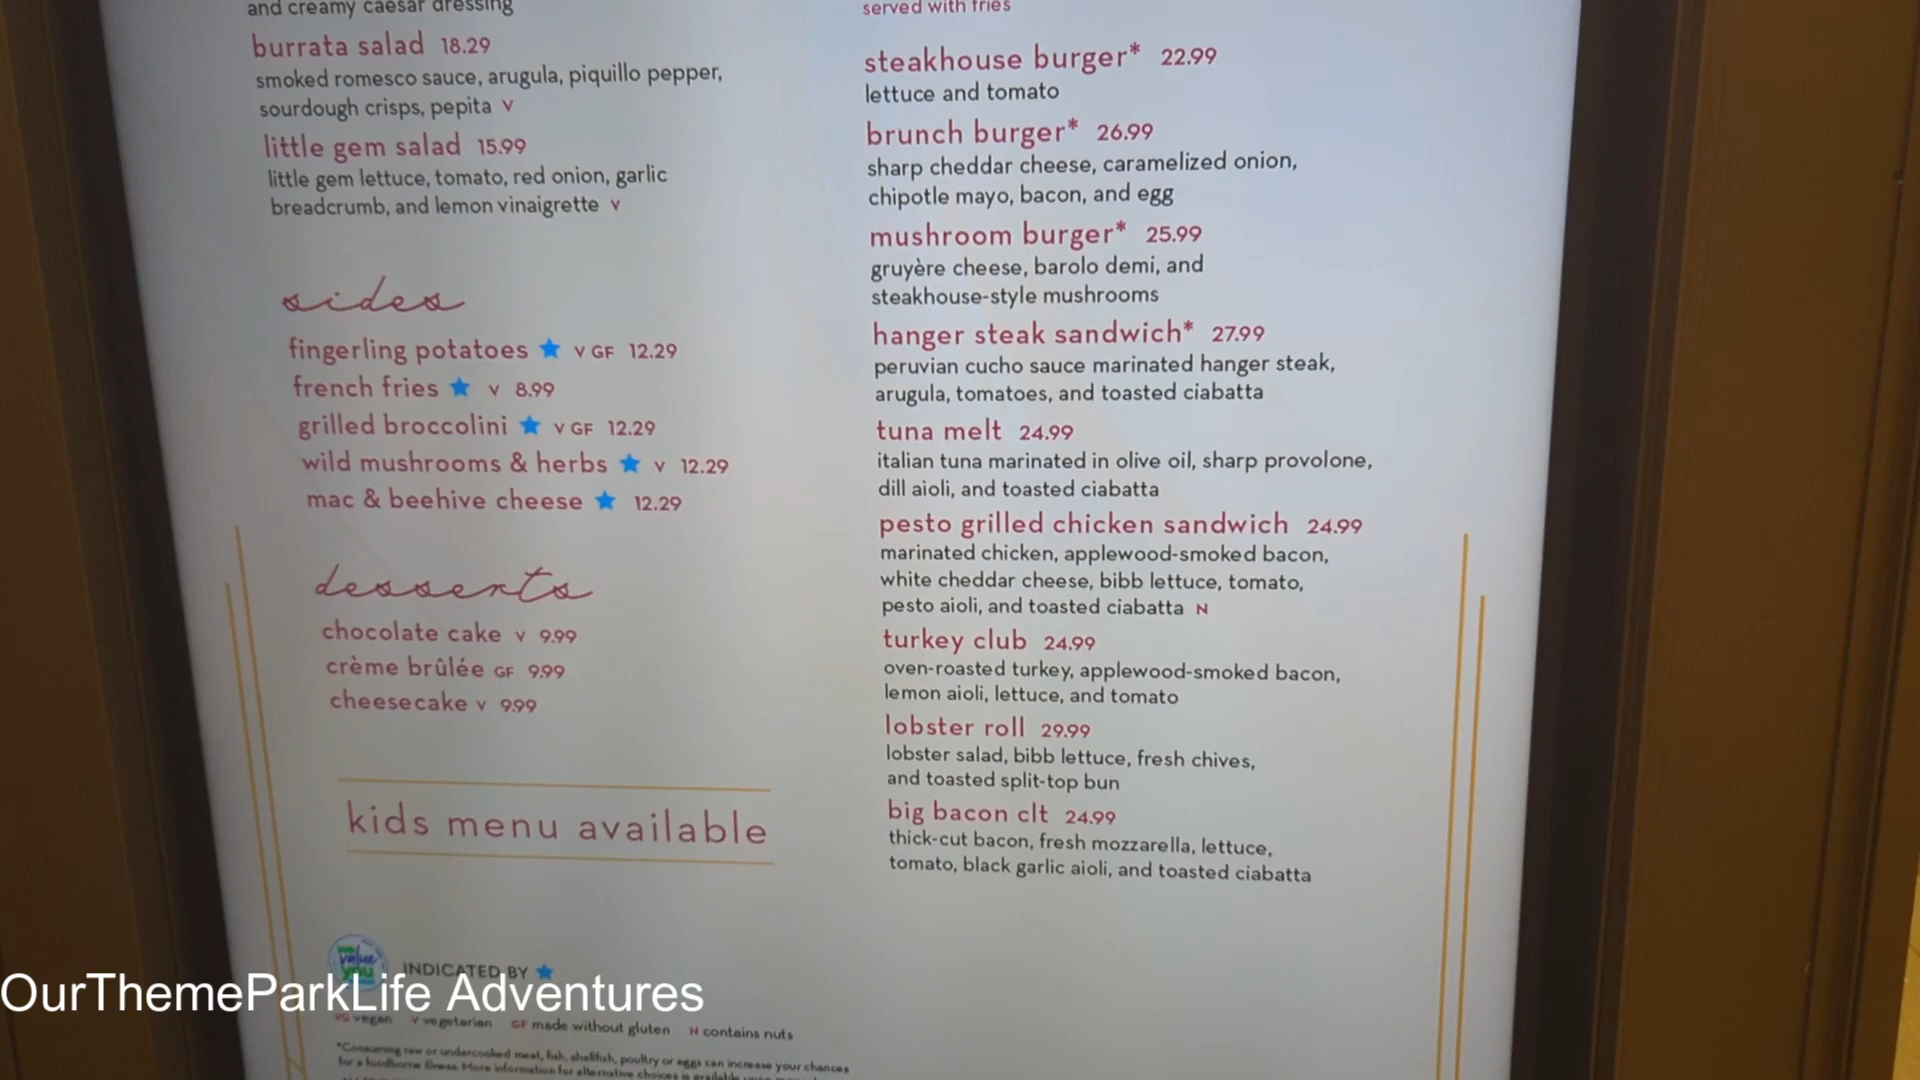 and creamy caesar dressing
burrata salad 18.29
smoked romesco sauce, arugula, piquillo pepper,
sourdough crisps, pepita V
little gem salad 15.99
little gem lettuce, tomato, red onion, garlic
breadcrumb, and lemon vinaigrette V
sides
fingerling potatoes ★ V GF 12.29
french fries ★ V 8.99
grilled broccolini ★ V GF 12.29
wild mushrooms & herbs ★ V 12.29
mac & beehive cheese ★ 12.29
desserts
chocolate cake V 9.99
crème brûlée GF 9.99
cheesecake V 9.99
kids menu available
served with fries
steakhouse burger* 22.99
lettuce and tomato
brunch burger* 26.99
sharp cheddar cheese, caramelized onion,
chipotle mayo, bacon, and egg
mushroom burger* 25.99
gruyère cheese, barolo demi, and
steakhouse-style mushrooms
hanger steak sandwich* 27.99
peruvian cucho sauce marinated hanger steak,
arugula, tomatoes, and toasted ciabatta
tuna melt 24.99
italian tuna marinated in olive oil, sharp provolone,
dill aioli, and toasted ciabatta
pesto grilled chicken sandwich 24.99
marinated chicken, applewood-smoked bacon,
white cheddar cheese, bibb lettuce, tomato,
pesto aioli, and toasted ciabatta N
turkey club 24.99
oven-roasted turkey, applewood-smoked bacon,
lemon aioli, lettuce, and tomato
lobster roll 29.99
lobster salad, bibb lettuce, fresh chives,
and toasted split-top bun
big bacon clt 24.99
thick-cut bacon, fresh mozzarella, lettuce,
tomato, black garlic aioli, and toasted ciabatta
value you INDICATED BY ★
OurThemeParkLife Adventures
VG vegan V vegetarian GF made without gluten N contains nuts
*Consuming raw or undercooked meat, fish, shellfish, poultry or eggs can increase your chances
for a foodborne illness. More information for alternative choices is available